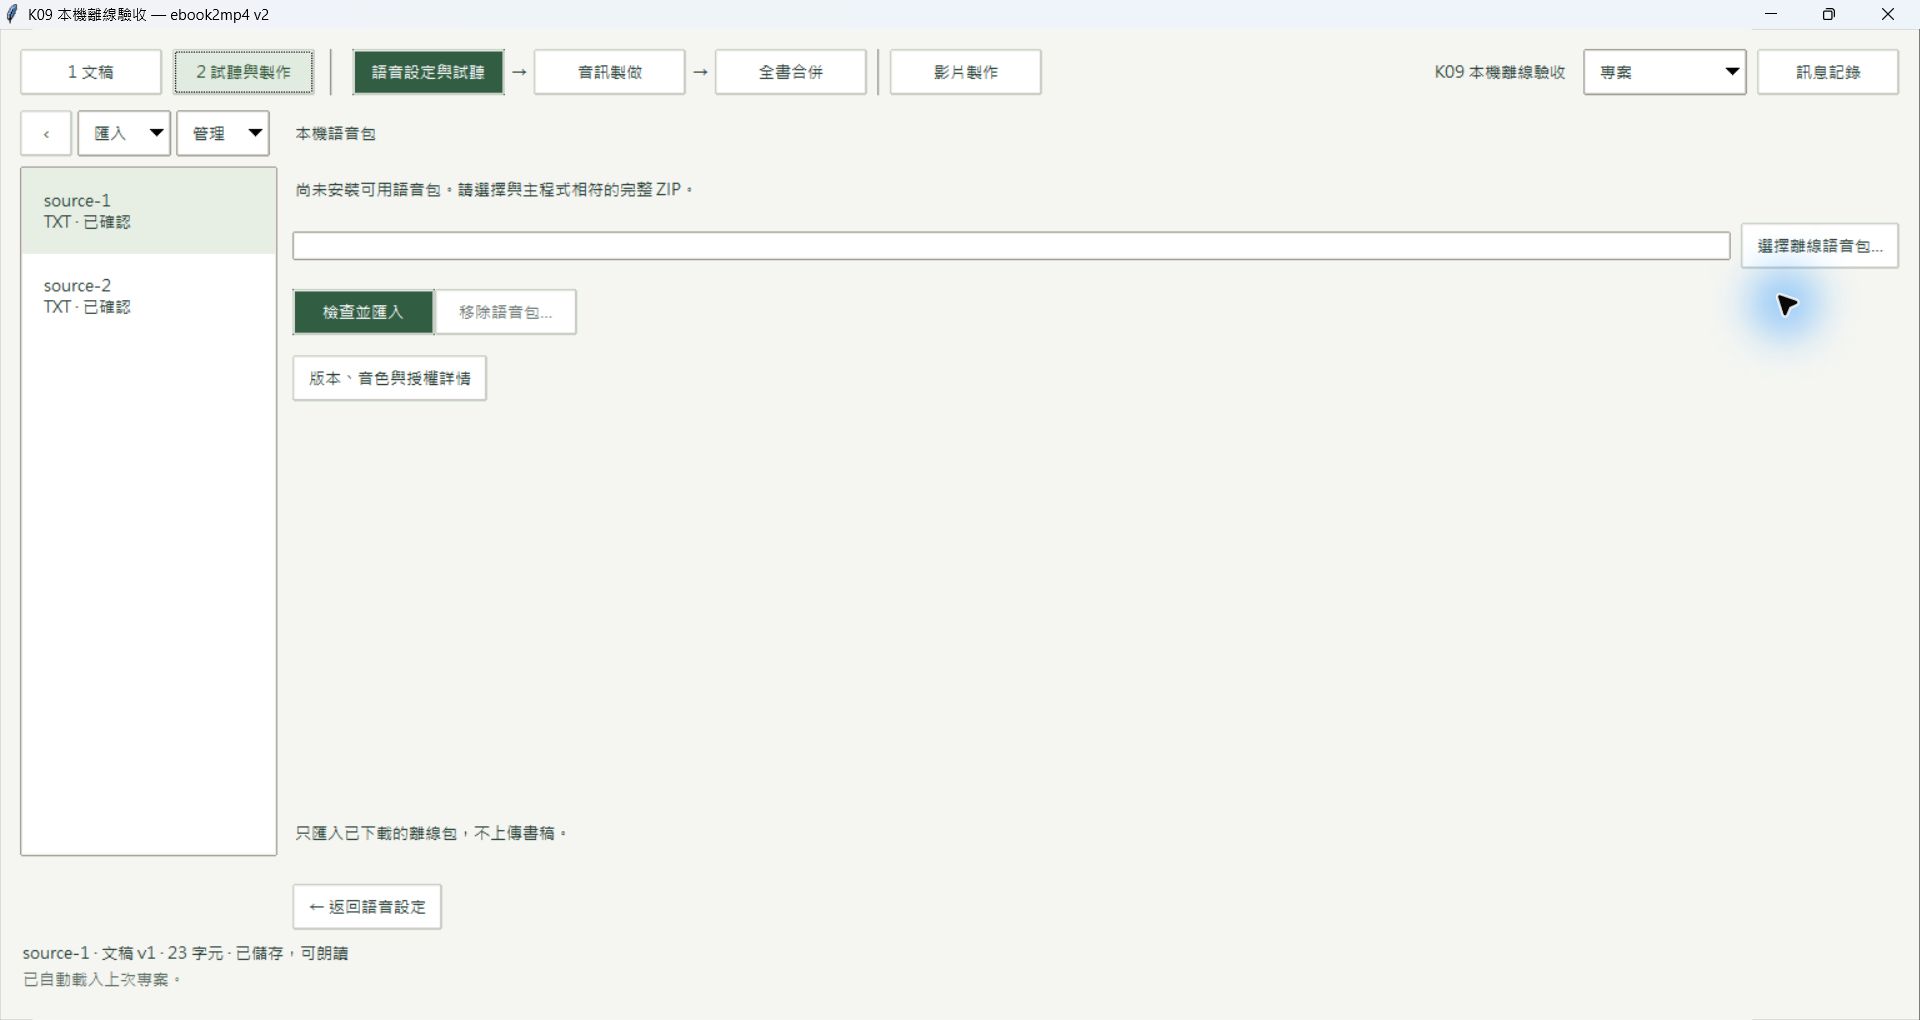 K09 本機離線驗收 — ebook2mp4 v2
1 文稿
2 試聽與製作
語音設定與試聽
→
音訊製做
→
全書合併
影片製作
K09 本機離線驗收
專案
訊息記錄
‹
匯入
管理
本機語音包
source-1
TXT · 已確認
source-2
TXT · 已確認
尚未安裝可用語音包。請選擇與主程式相符的完整 ZIP。
選擇離線語音包...
檢查並匯入
移除語音包...
版本、音色與授權詳情
只匯入已下載的離線包，不上傳書稿。
← 返回語音設定
source-1 · 文稿 v1 · 23 字元 · 已儲存，可朗讀
已自動載入上次專案。